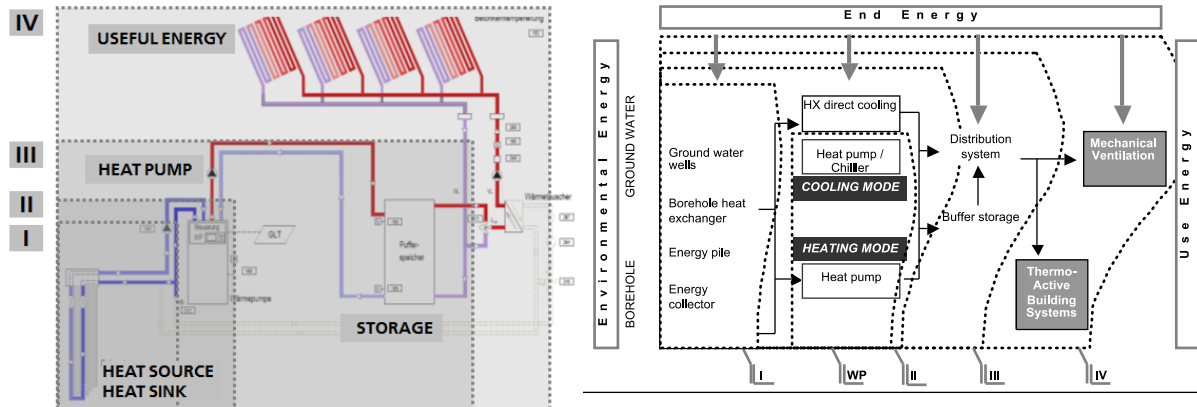 IV
III
II
I
Betonkerntemperierung
USEFUL ENERGY
HEAT PUMP
Steuerung
WP
GLT
Puffer-
speicher
Wärmetauscher
Wärmepumpe
STORAGE
HEAT SOURCE
HEAT SINK
End Energy
Environmental Energy
GROUND WATER
BOREHOLE
Ground water
wells
Borehole heat
exchanger
Energy pile
Energy
collector
HX direct cooling
Heat pump /
Chiller
COOLING MODE
HEATING MODE
Heat pump
Distribution
system
Buffer storage
Mechanical
Ventilation
Thermo-
Active
Building
Systems
Use Energy
I
WP
II
III
IV